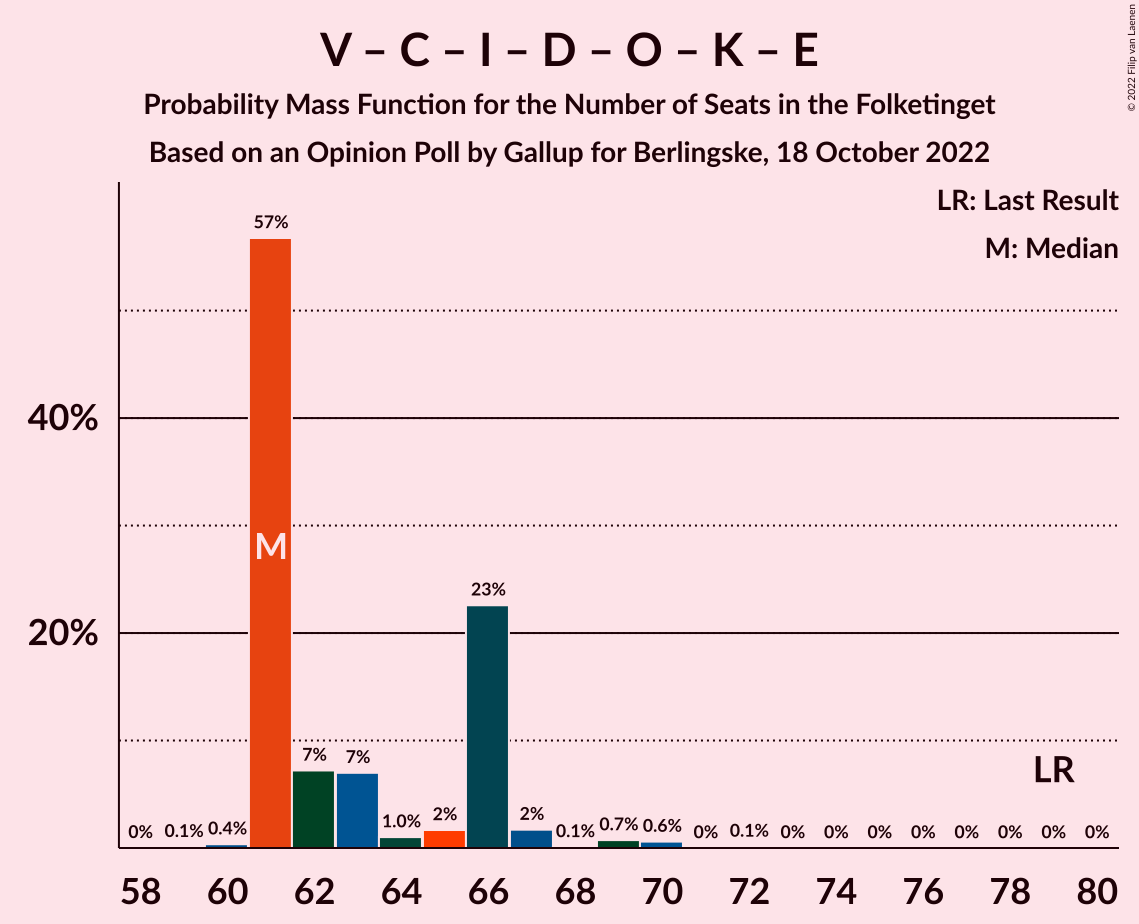 V – C – I – D – O – K – E
Probability Mass Function for the Number of Seats in the Folketinget
Based on an Opinion Poll by Gallup for Berlingske, 18 October 2022
© 2022 Filip van Laenen
LR: Last Result
M: Median
57%
40%
M
23%
20%
7% 7%
LR
0% 0.1% 0.4% 1.0% 2% 2% 0.1% 0.7% 0.6% 0% 0.1% 0% 0% 0% 0% 0% 0% 0% 0%
58 60 62 64 66 68 70 72 74 76 78 80